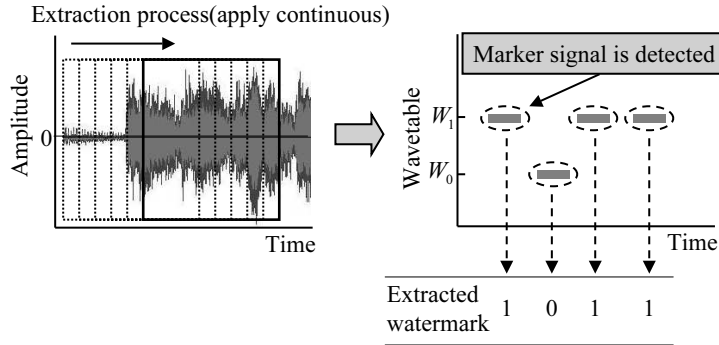 Extraction process(apply continuous)
Amplitude
0
Time
Marker signal is detected
Wavetable
W1
W0
Time
Extracted
watermark
1 0 1 1